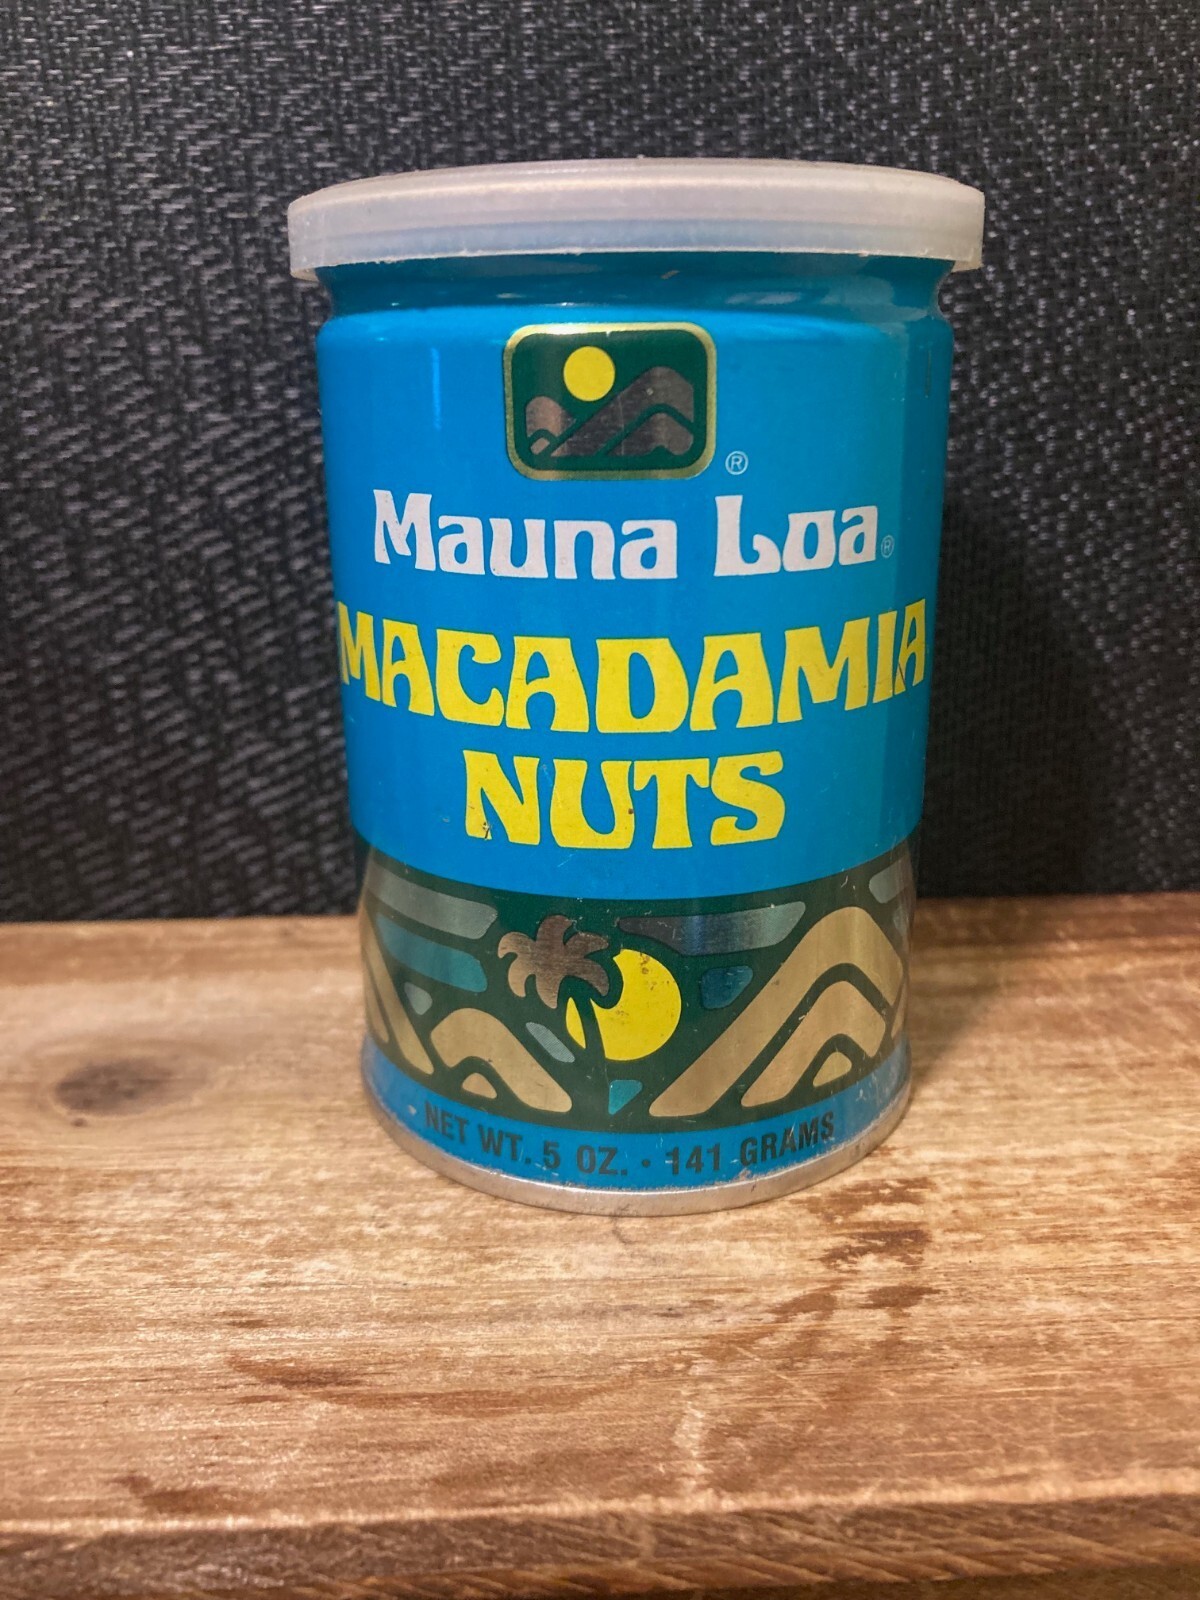 ®
Mauna Loa®
MACADAMIA
NUTS
NET WT. 5 OZ. • 141 GRAMS